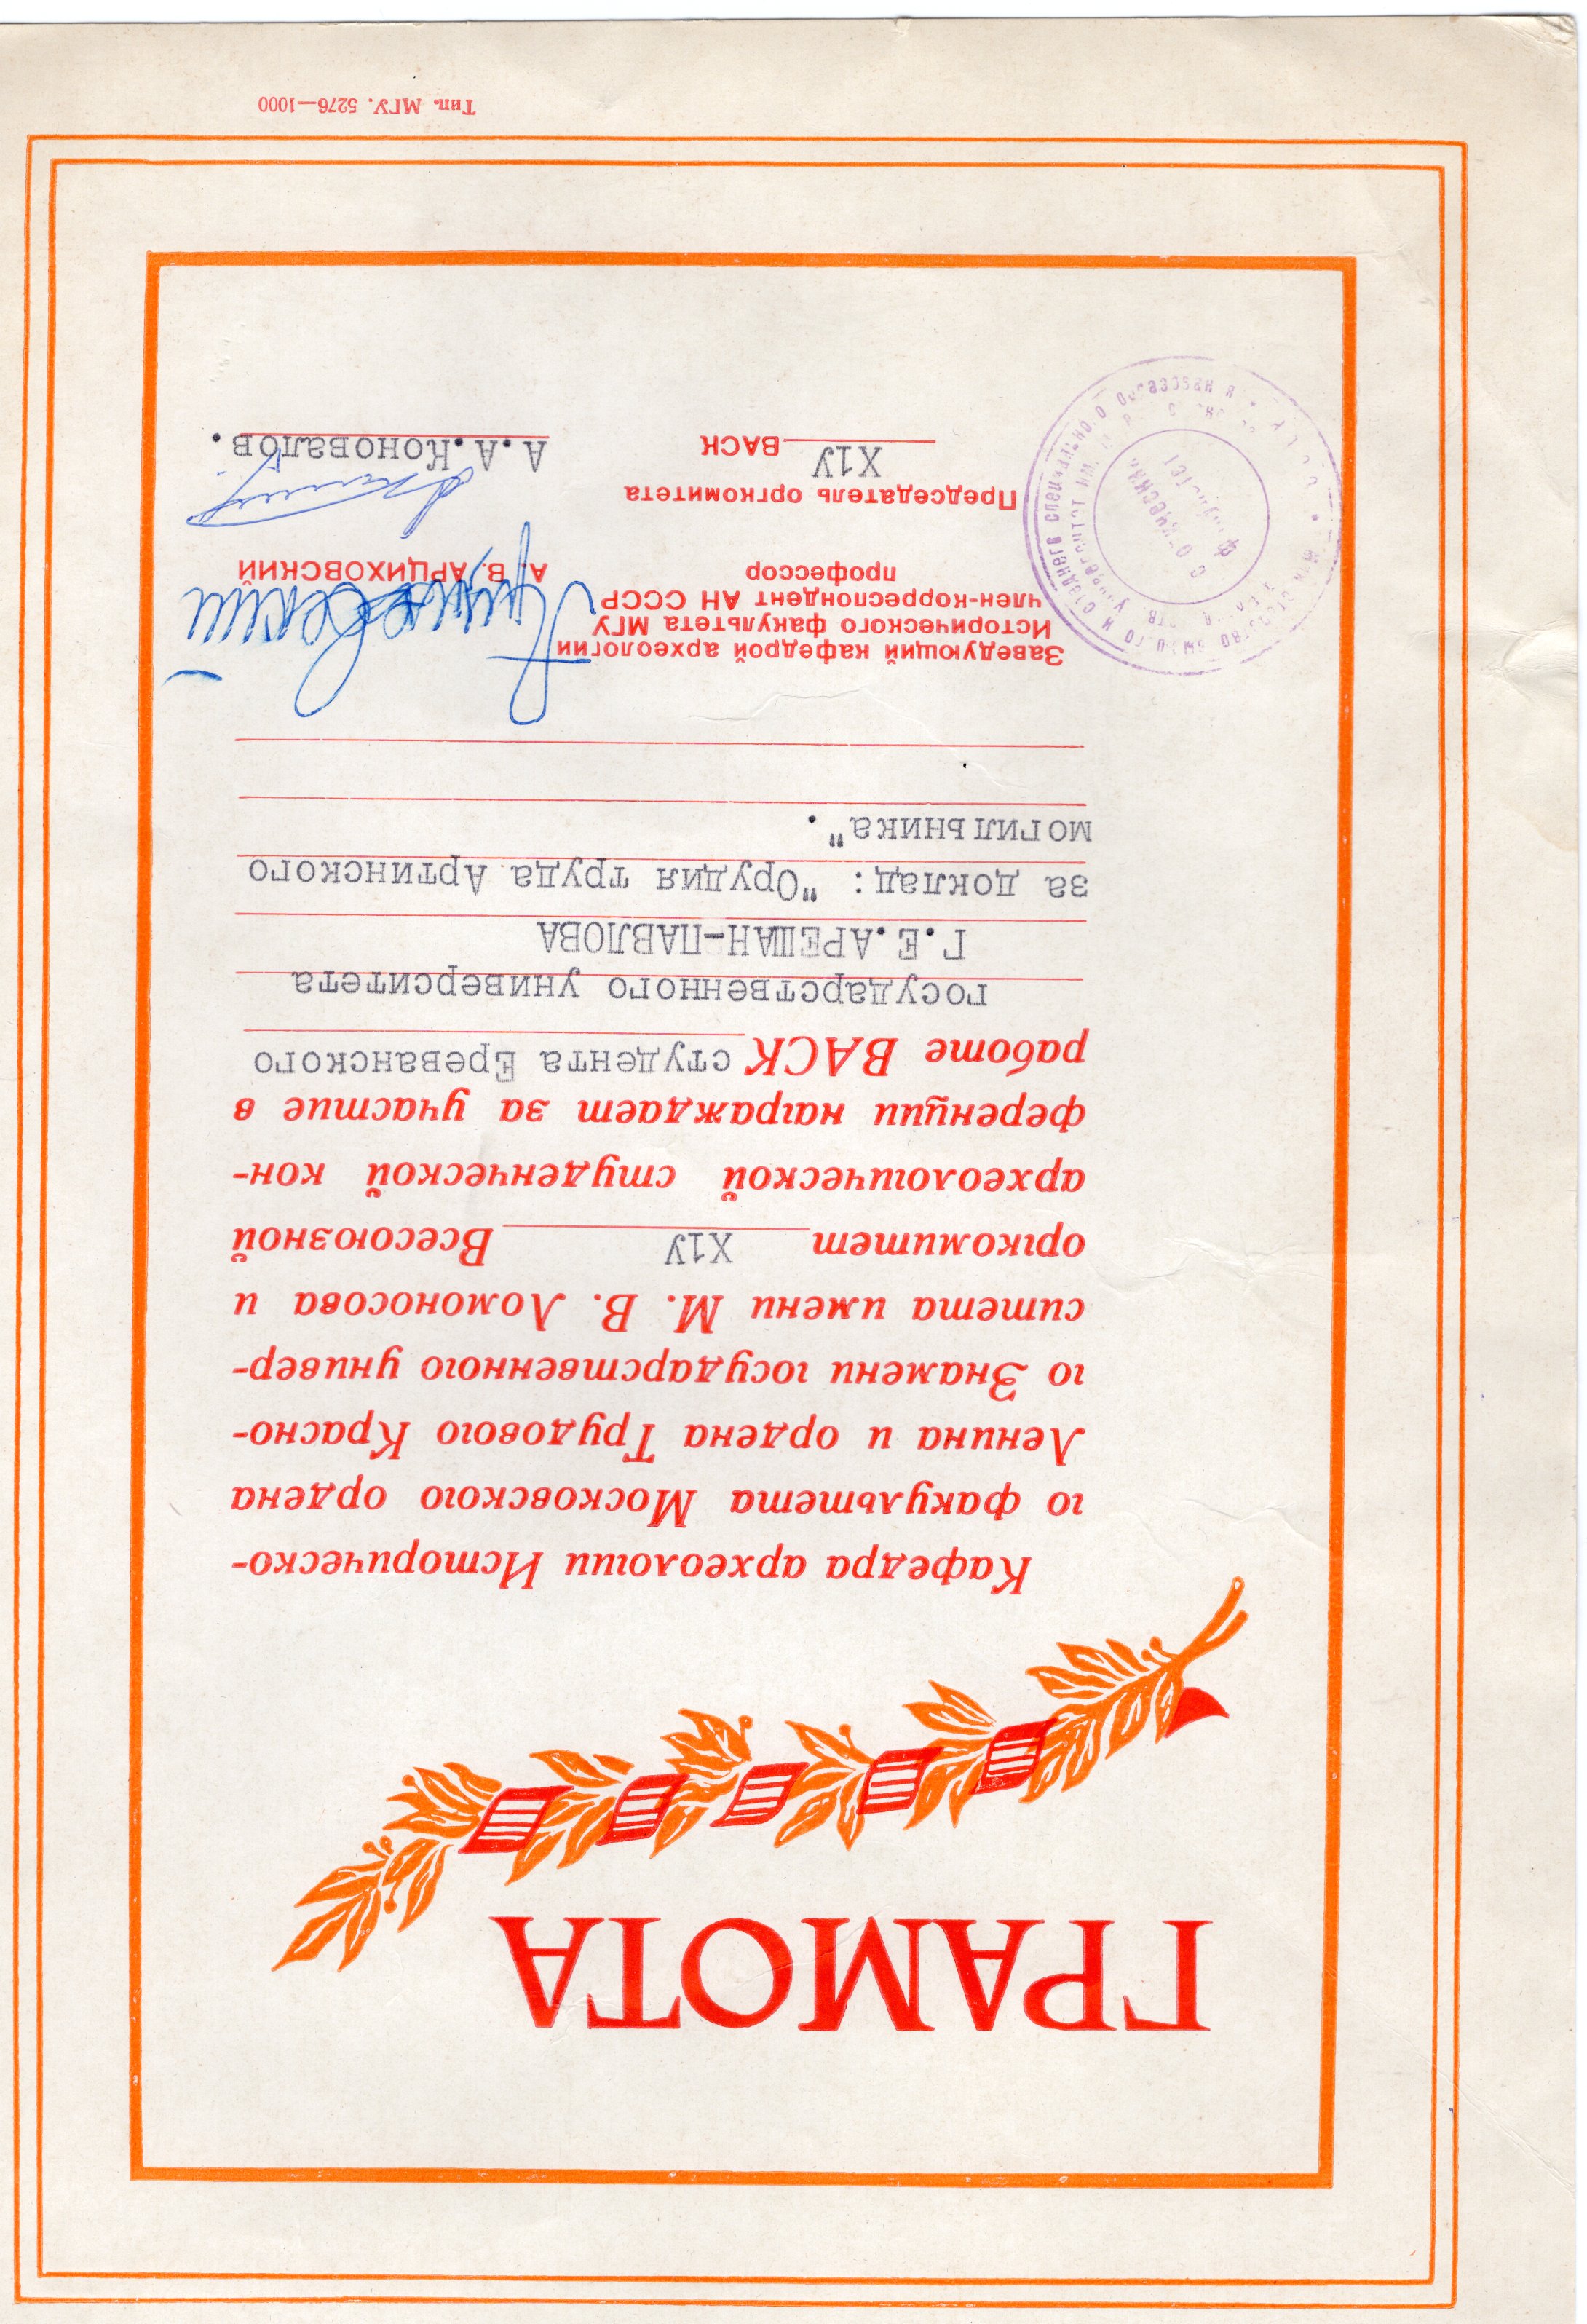 ГРАМОТА
Кафедра археологии Историческо-
го факультета Московского ордена
Ленина и ордена Трудового Красно-
го Знамени государственного универ-
ситета имени М. В. Ломоносова и
оргкомитет Х1У Всесоюзной
археологической студенческой кон-
ференции награждает за участие в
работе ВАСК студента Ереванского
государственного университета
Г.Е.АРЕШАН-ПАВЛОВА
за доклад: "Орудия труда Артинского
могильника".
Заведующий кафедрой археологии
Исторического факультета МГУ
член-корреспондент АН СССР
профессор
А. В. АРЦИХОВСКИЙ
Председатель оргкомитета
Х1У ВАСК
А.А.Коновалов.
Тип. МГУ. 5276—1000